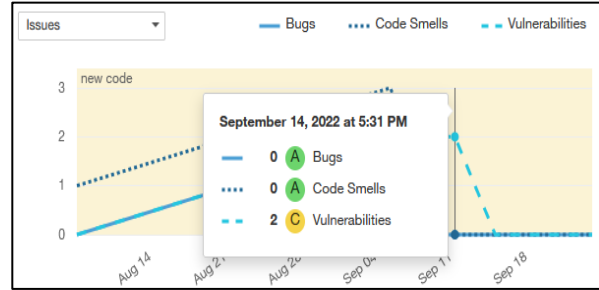 Issues
Bugs
Code Smells
Vulnerabilities
new code
3
2
1
0
September 14, 2022 at 5:31 PM
0 A Bugs
0 A Code Smells
2 C Vulnerabilities
Aug 14
Aug 21
Aug 28
Sep 04
Sep 11
Sep 18